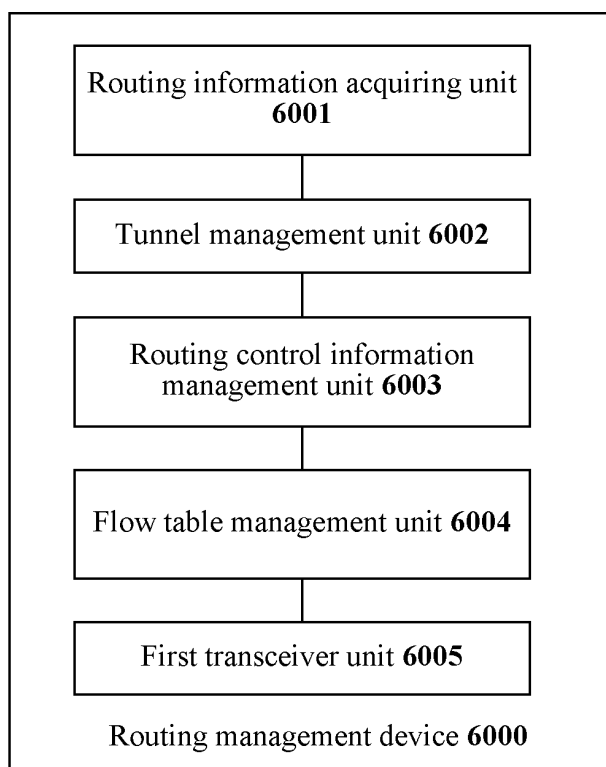 Routing information acquiring unit
6001
Tunnel management unit 6002
Routing control information
management unit 6003
Flow table management unit 6004
First transceiver unit 6005
Routing management device 6000